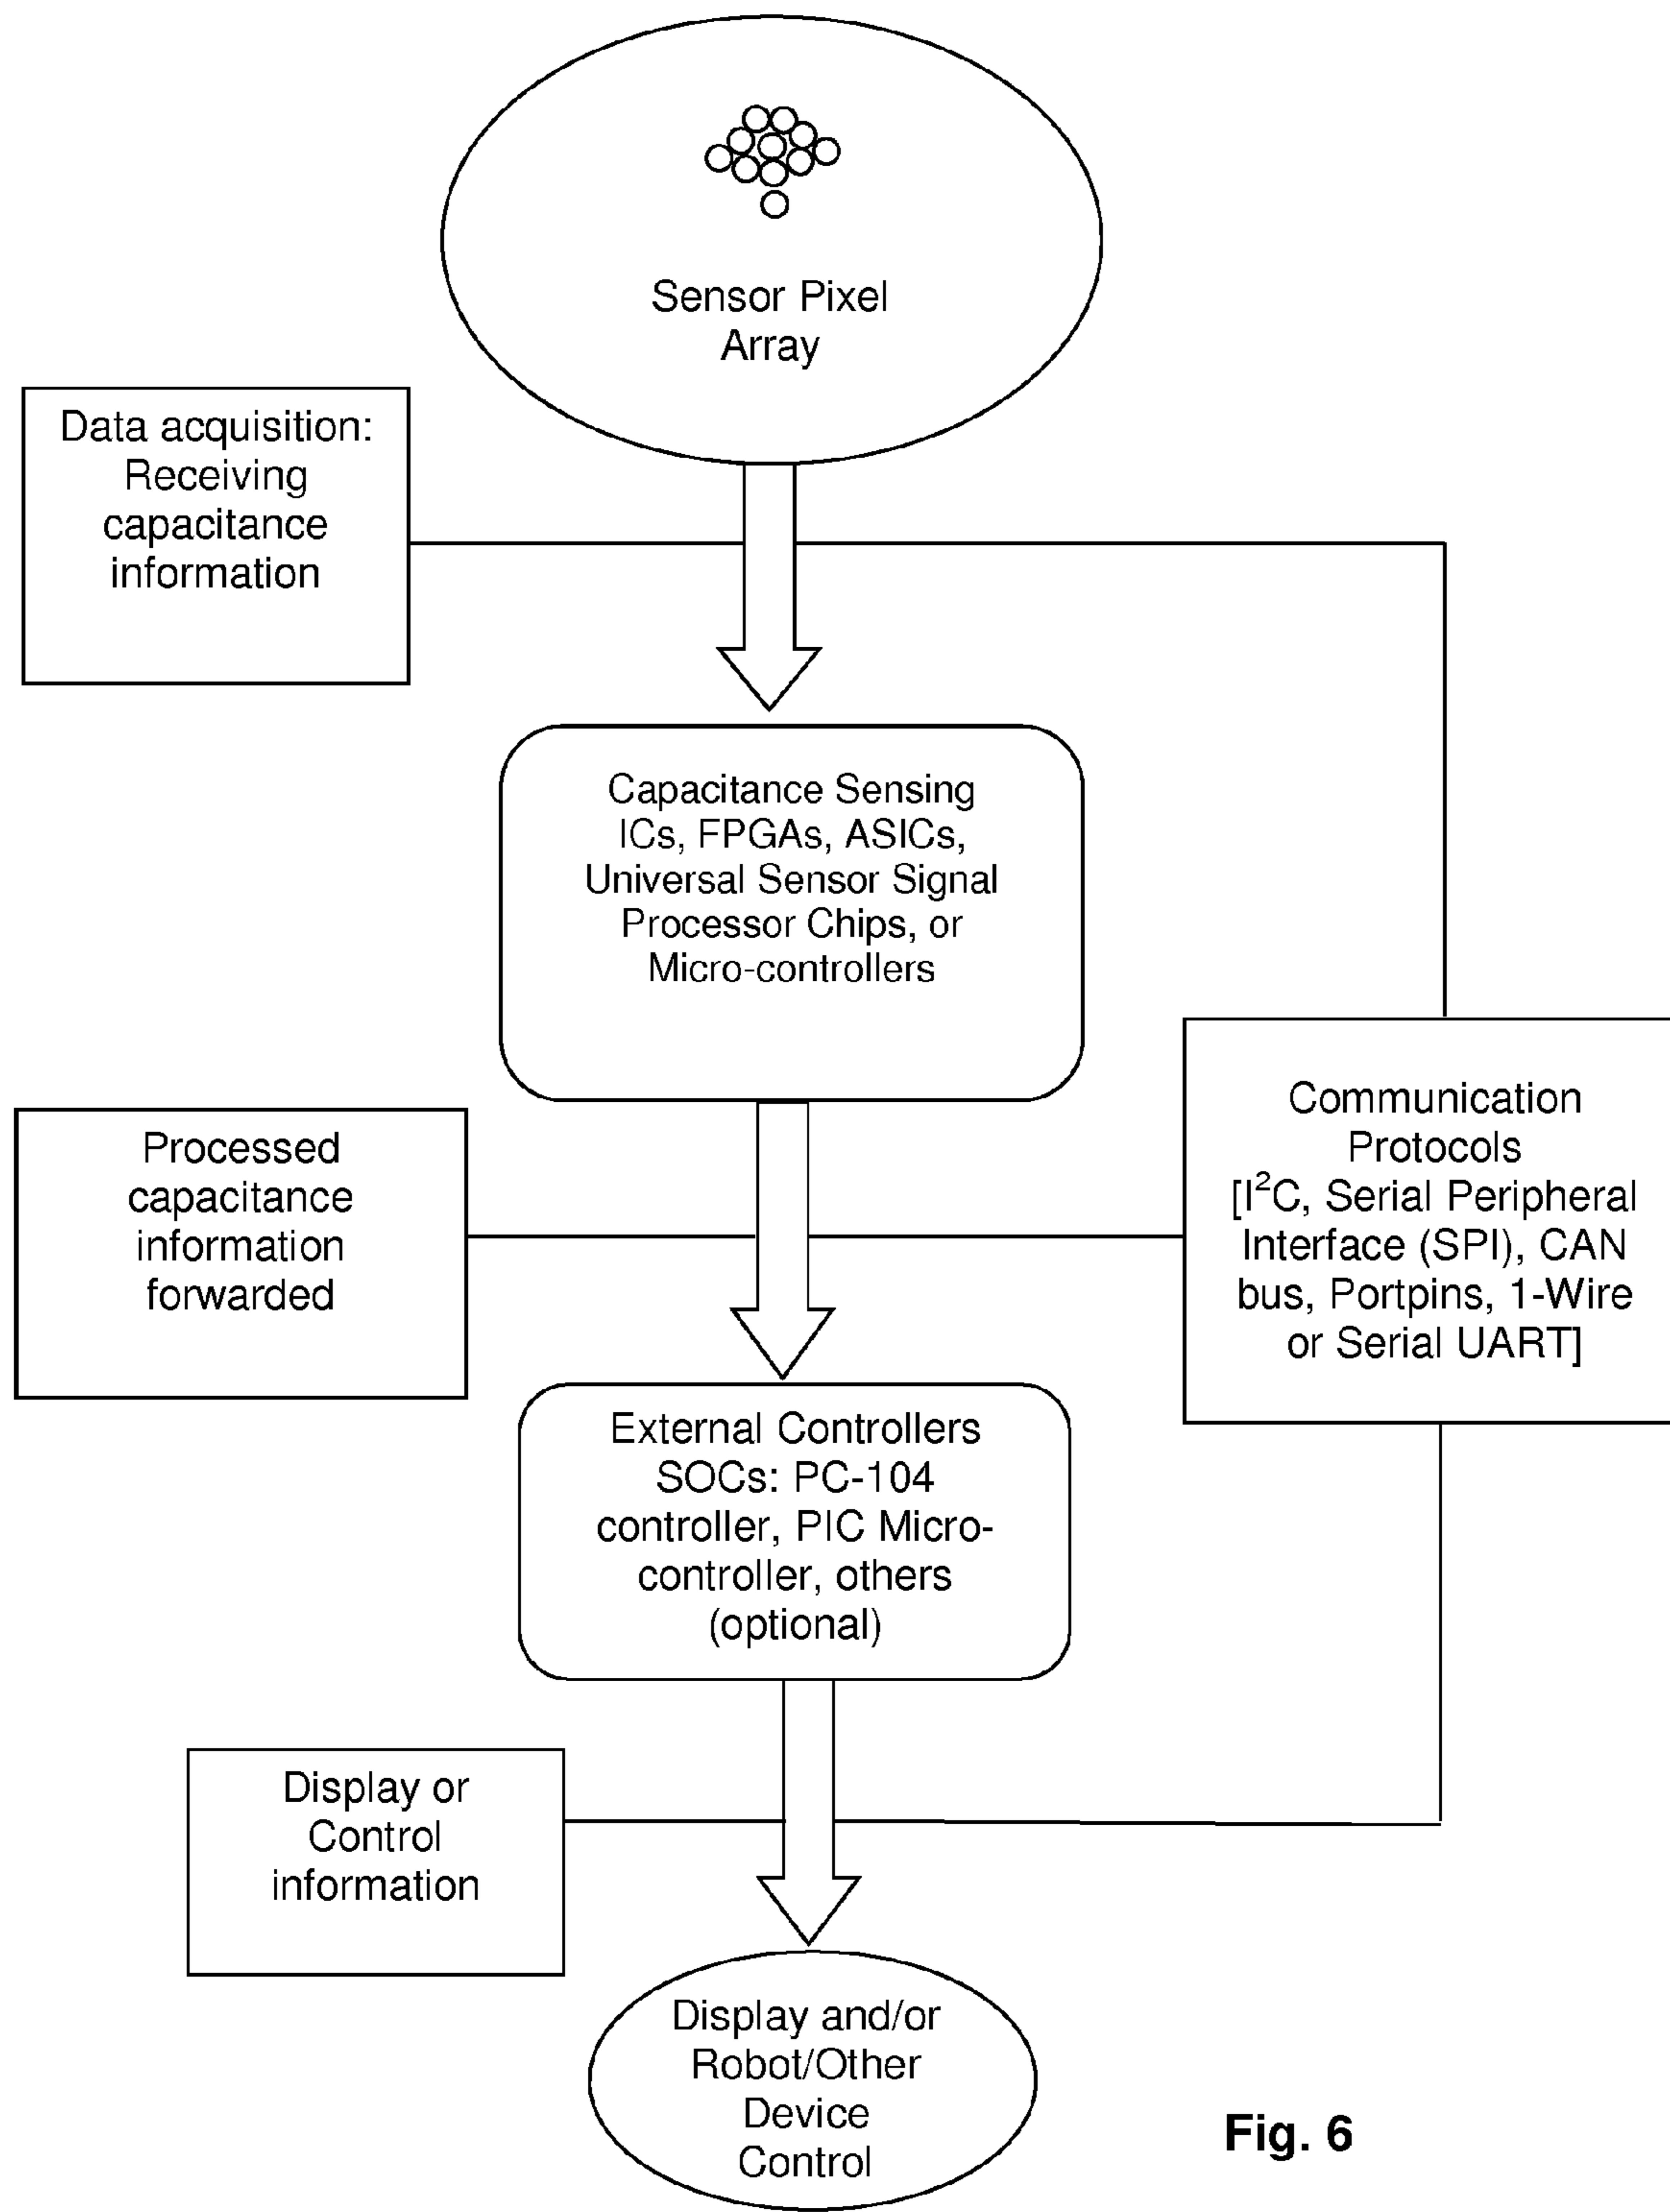 Sensor Pixel
Array
Data acquisition:
Receiving
capacitance
information
Capacitance Sensing
ICs, FPGAs, ASICs,
Universal Sensor Signal
Processor Chips, or
Micro-controllers
Processed
capacitance
information
forwarded
Communication
Protocols
[I²C, Serial Peripheral
Interface (SPI), CAN
bus, Portpins, 1-Wire
or Serial UART]
External Controllers
SOCs: PC-104
controller, PIC Micro-
controller, others
(optional)
Display or
Control
information
Display and/or
Robot/Other
Device
Control
Fig. 6